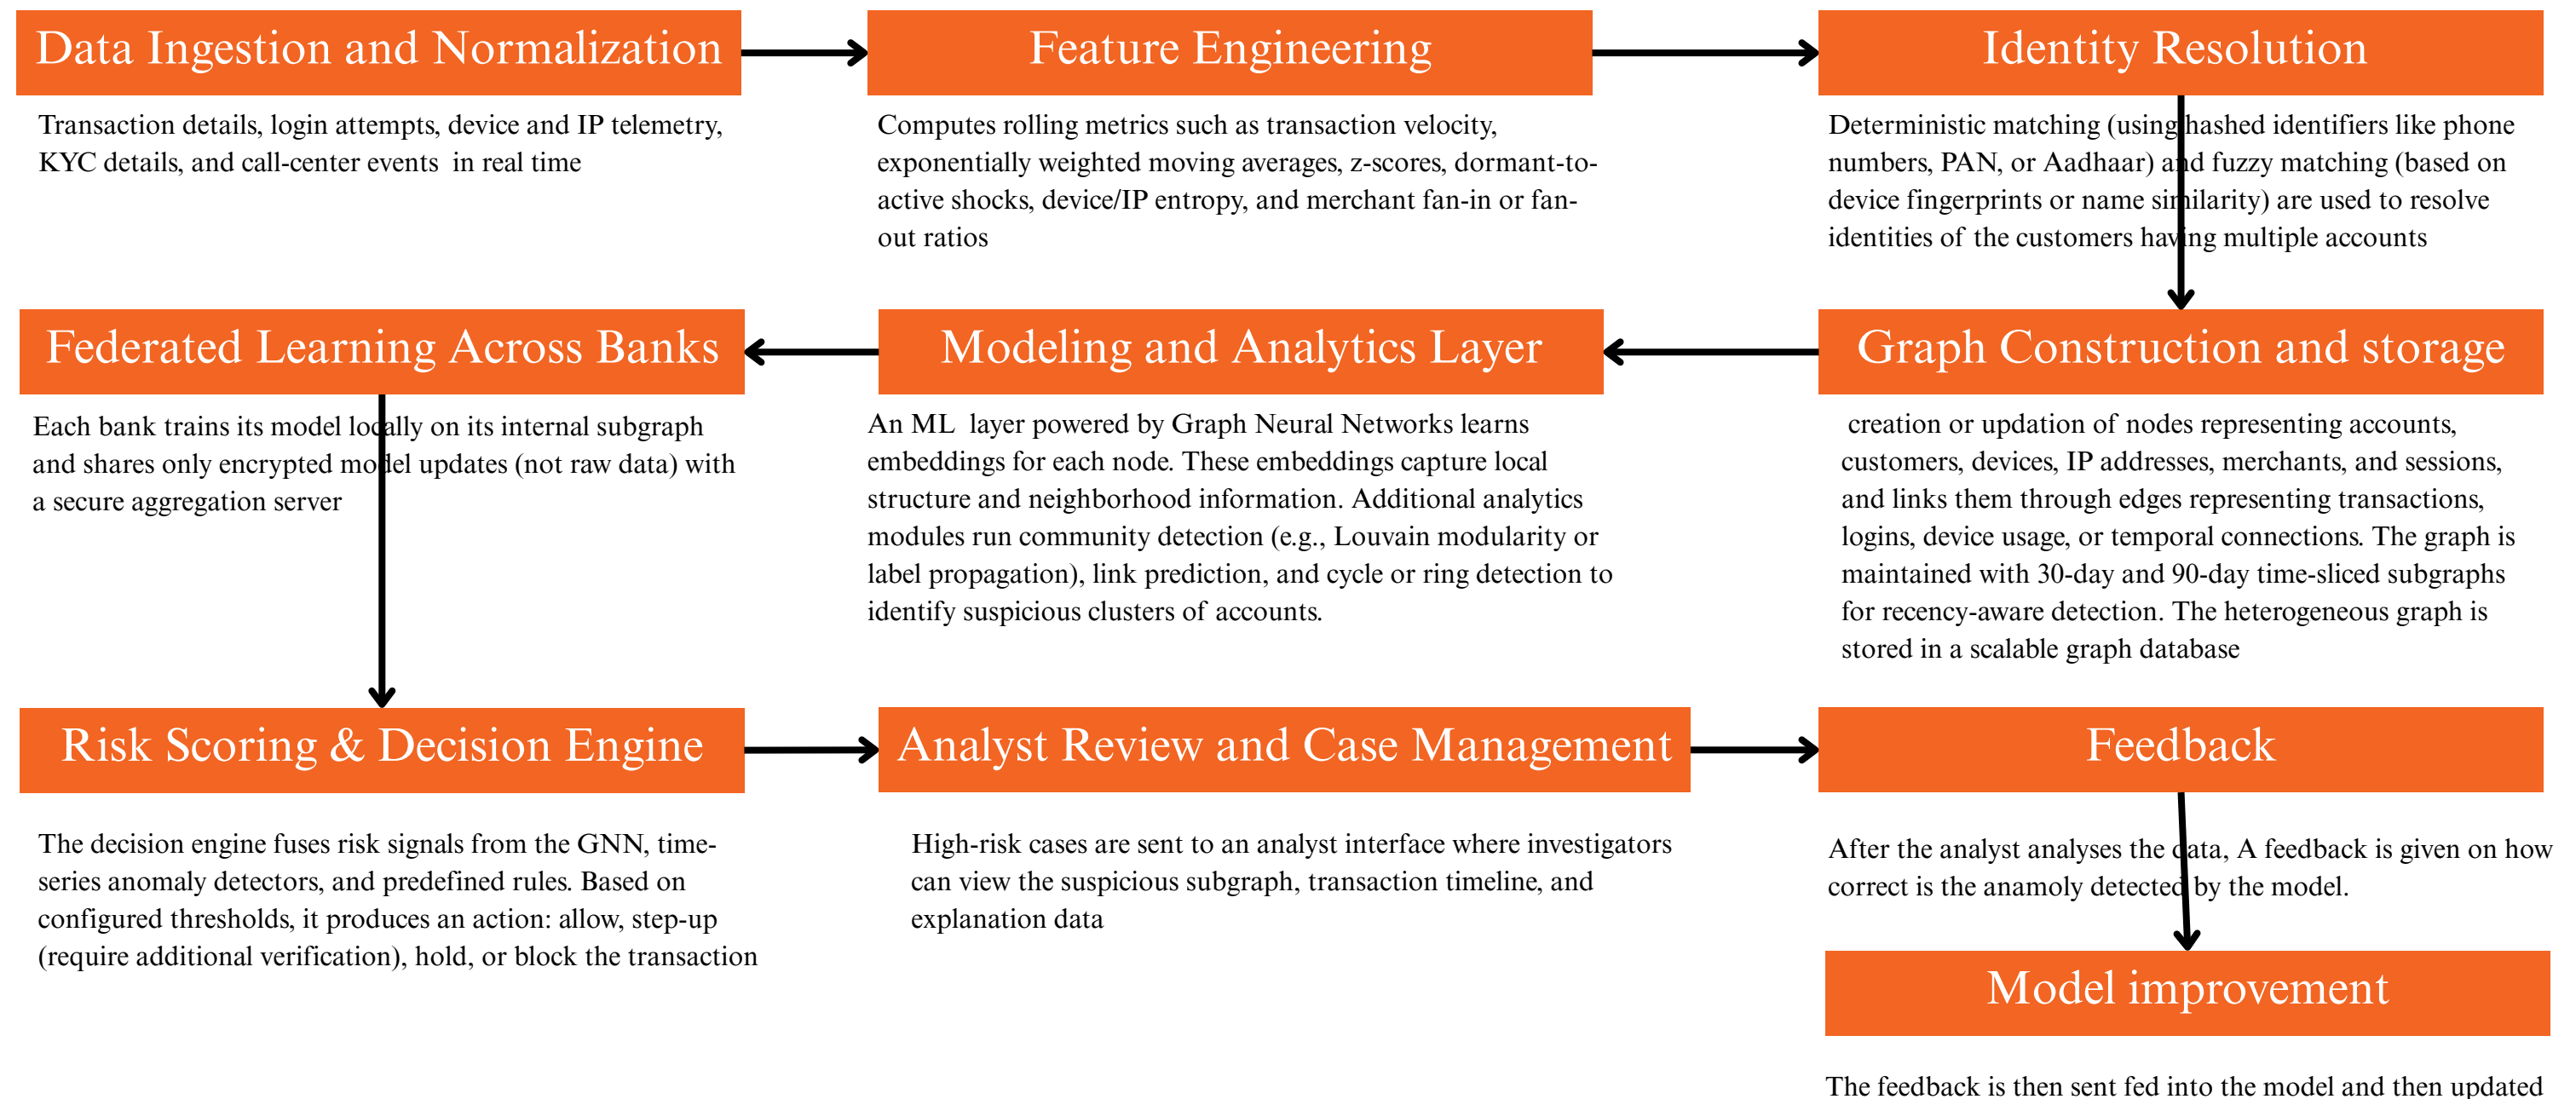 Data Ingestion and Normalization
Transaction details, login attempts, device and IP telemetry,
KYC details, and call-center events  in real time
Feature Engineering
Computes rolling metrics such as transaction velocity,
exponentially weighted moving averages, z-scores, dormant-to-
active shocks, device/IP entropy, and merchant fan-in or fan-
out ratios
Identity Resolution
Deterministic matching (using hashed identifiers like phone
numbers, PAN, or Aadhaar) and fuzzy matching (based on
device fingerprints or name similarity) are used to resolve
identities of the customers having multiple accounts
Graph Construction and storage
creation or updation of nodes representing accounts,
customers, devices, IP addresses, merchants, and sessions,
and links them through edges representing transactions,
logins, device usage, or temporal connections. The graph is
maintained with 30-day and 90-day time-sliced subgraphs
for recency-aware detection. The heterogeneous graph is
stored in a scalable graph database
Modeling and Analytics Layer
An ML  layer powered by Graph Neural Networks learns
embeddings for each node. These embeddings capture local
structure and neighborhood information. Additional analytics
modules run community detection (e.g., Louvain modularity or
label propagation), link prediction, and cycle or ring detection to
identify suspicious clusters of accounts.
Federated Learning Across Banks
Each bank trains its model locally on its internal subgraph
and shares only encrypted model updates (not raw data) with
a secure aggregation server
Risk Scoring & Decision Engine
The decision engine fuses risk signals from the GNN, time-
series anomaly detectors, and predefined rules. Based on
configured thresholds, it produces an action: allow, step-up
(require additional verification), hold, or block the transaction
Analyst Review and Case Management
High-risk cases are sent to an analyst interface where investigators
can view the suspicious subgraph, transaction timeline, and
explanation data
Feedback
After the analyst analyses the data, A feedback is given on how
correct is the anamoly detected by the model.
Model improvement
The feedback is then sent fed into the model and then updated